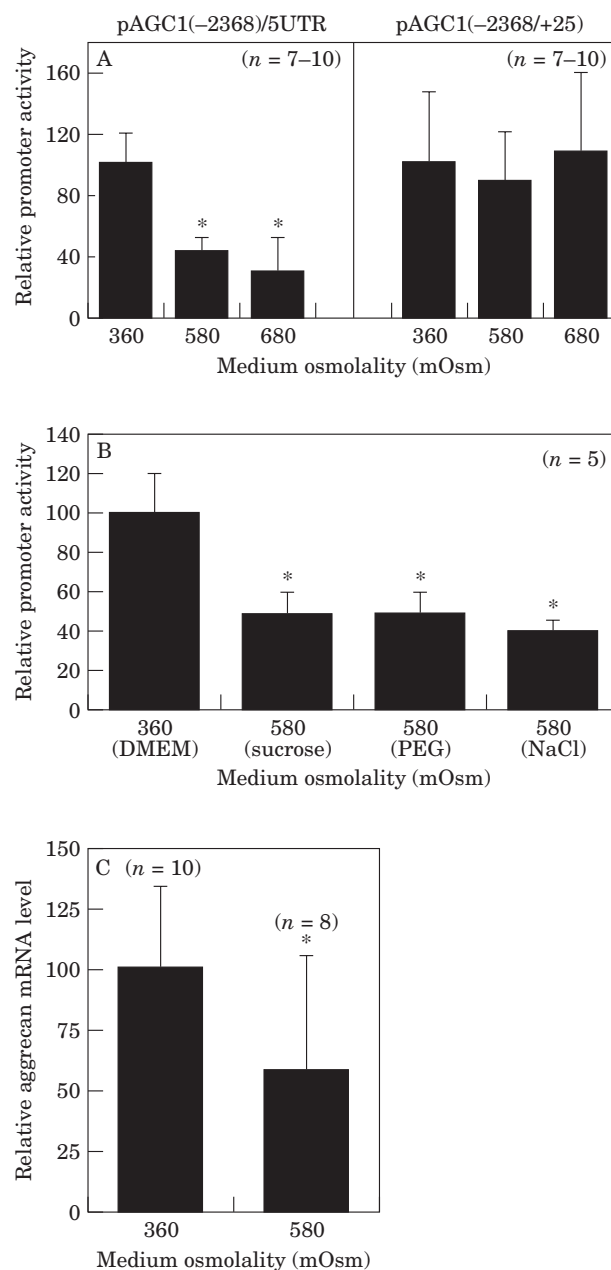 pAGC1(−2368)/5UTR pAGC1(−2368/+25)
A (n = 7–10) (n = 7–10)
Relative promoter activity
160
120
80
40
0
* *
360 580 680 360 580 680
Medium osmolality (mOsm)
B (n = 5)
Relative promoter activity
140
120
100
80
60
40
20
0
* * *
360 580 580 580
(DMEM) (sucrose) (PEG) (NaCl)
Medium osmolality (mOsm)
C (n = 10)
(n = 8)
*
Relative aggrecan mRNA level
150
125
100
75
50
25
0
360 580
Medium osmolality (mOsm)